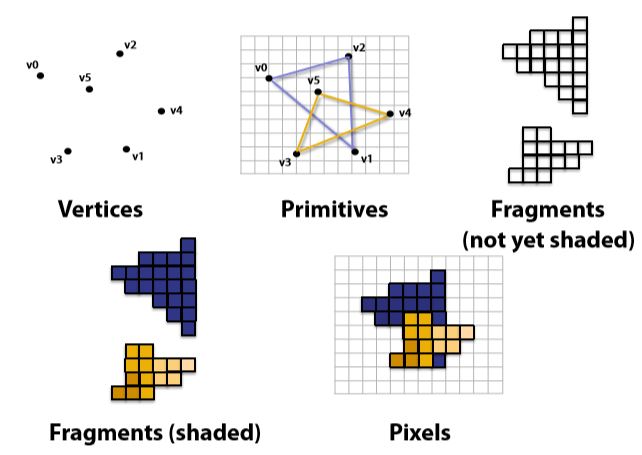 v0
v2
v5
v4
v3
v1
Vertices
v0
v2
v5
v4
v3
v1
Primitives
Fragments
(not yet shaded)
Fragments (shaded)
Pixels